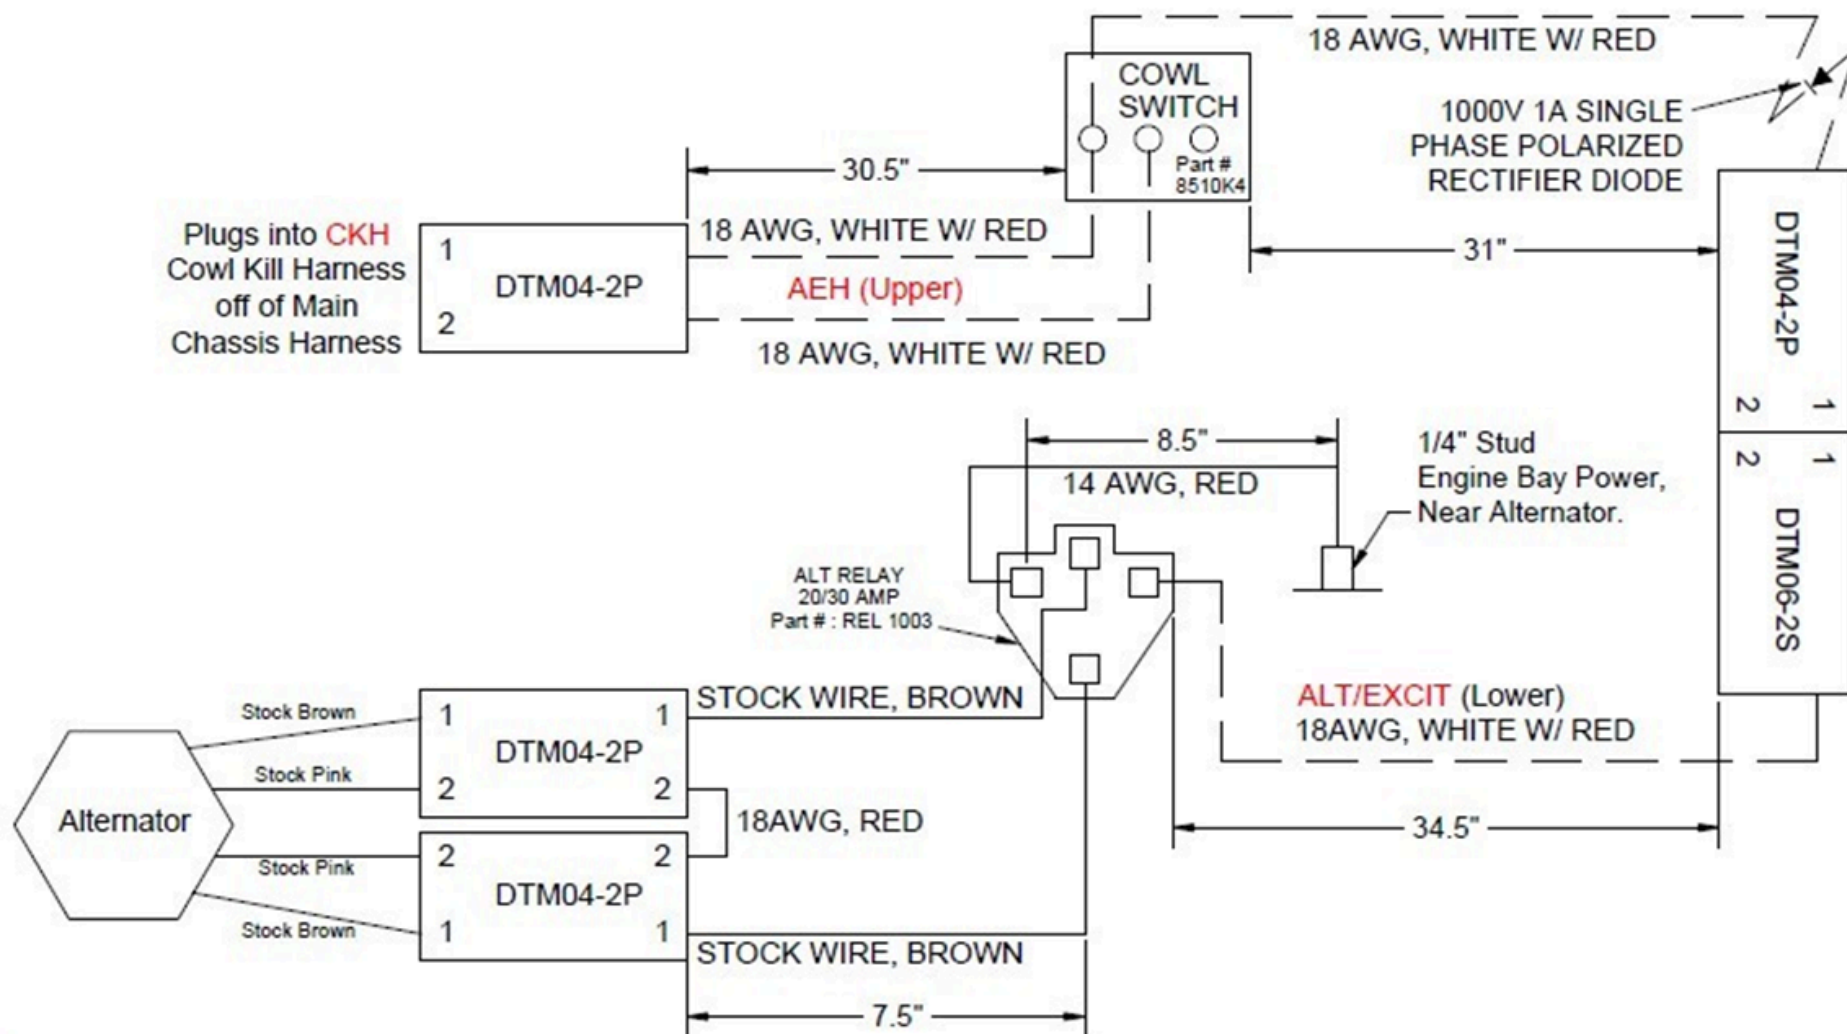 18 AWG, WHITE W/ RED
COWL
SWITCH
Part #
8510K4
1000V 1A SINGLE
PHASE POLARIZED
RECTIFIER DIODE
30.5"
31"
Plugs into CKH
Cowl Kill Harness
off of Main
Chassis Harness
1
2
DTM04-2P
18 AWG, WHITE W/ RED
AEH (Upper)
18 AWG, WHITE W/ RED
DTM04-2P
2
1
2
1
DTM06-2S
8.5"
14 AWG, RED
1/4" Stud
Engine Bay Power,
Near Alternator.
ALT RELAY
20/30 AMP
Part # : REL 1003
ALT/EXCIT (Lower)
18AWG, WHITE W/ RED
34.5"
STOCK WIRE, BROWN
Stock Brown
Stock Pink
Alternator
Stock Pink
Stock Brown
1
2
DTM04-2P
1
2
18AWG, RED
2
1
DTM04-2P
2
1
STOCK WIRE, BROWN
7.5"